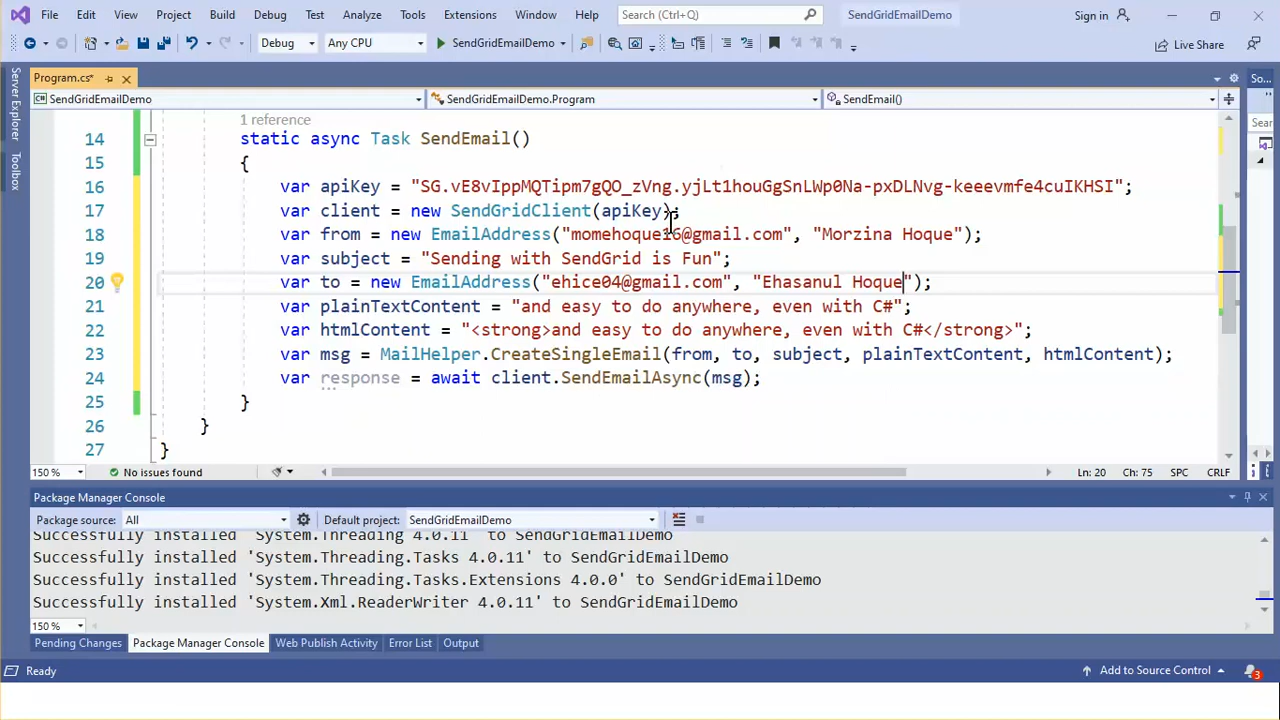 File Edit View Project Build Debug Test Analyze Tools Extensions Window Help Search (Ctrl+Q) SendGridEmailDemo Sign in
Debug Any CPU SendGridEmailDemo Live Share
Program.cs*
SendGridEmailDemo SendGridEmailDemo.Program SendEmail()
Server Explorer
Toolbox
So...
Sear
1 reference
14 static async Task SendEmail()
15 {
16 var apiKey = "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";
17 var client = new SendGridClient(apiKey);
18 var from = new EmailAddress("momehoque16@gmail.com", "Morzina Hoque");
19 var subject = "Sending with SendGrid is Fun";
20 var to = new EmailAddress("ehice04@gmail.com", "Ehasanul Hoque");
21 var plainTextContent = "and easy to do anywhere, even with C#";
22 var htmlContent = "<strong>and easy to do anywhere, even with C#</strong>";
23 var msg = MailHelper.CreateSingleEmail(from, to, subject, plainTextContent, htmlContent);
24 var response = await client.SendEmailAsync(msg);
25 }
26 }
27 }
150 % No issues found Ln: 20 Ch: 75 SPC CRLF
Package Manager Console
Package source: All Default project: SendGridEmailDemo
Successfully installed 'System.Threading 4.0.11' to SendGridEmailDemo
Successfully installed 'System.Threading.Tasks 4.0.11' to SendGridEmailDemo
Successfully installed 'System.Threading.Tasks.Extensions 4.0.0' to SendGridEmailDemo
Successfully installed 'System.Xml.ReaderWriter 4.0.11' to SendGridEmailDemo
150 %
Pending Changes Package Manager Console Web Publish Activity Error List Output
Ready Add to Source Control 3